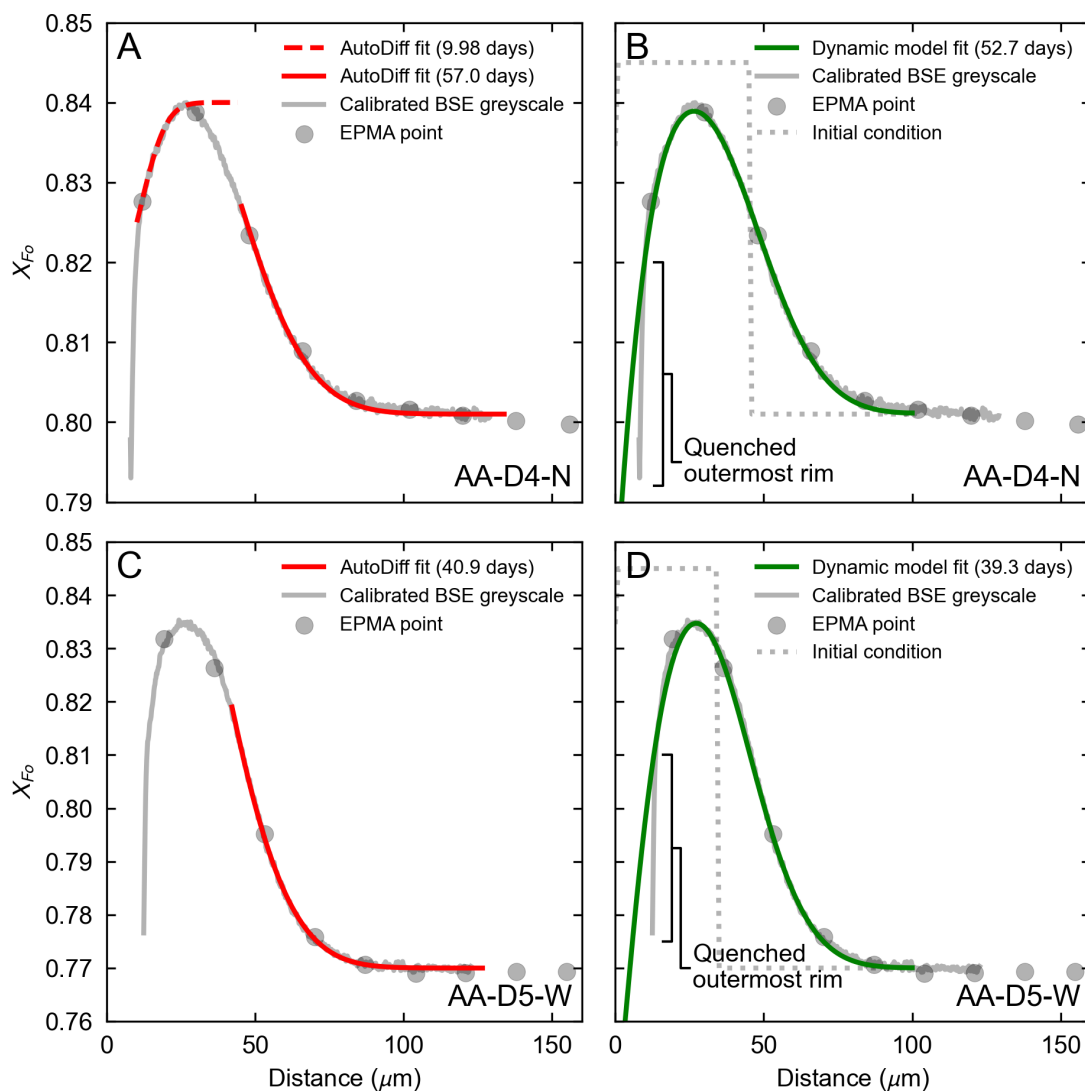 A
AutoDiff fit (9.98 days)
AutoDiff fit (57.0 days)
Calibrated BSE greyscale
EPMA point
0.85
0.84
0.83
0.82
0.81
0.80
0.79
X_Fo
AA-D4-N
B
Dynamic model fit (52.7 days)
Calibrated BSE greyscale
EPMA point
Initial condition
Quenched
outermost rim
AA-D4-N
C
AutoDiff fit (40.9 days)
Calibrated BSE greyscale
EPMA point
0.85
0.84
0.83
0.82
0.81
0.80
0.79
0.78
0.77
0.76
X_Fo
AA-D5-W
0
50
100
150
Distance (μm)
D
Dynamic model fit (39.3 days)
Calibrated BSE greyscale
EPMA point
Initial condition
Quenched
outermost rim
AA-D5-W
0
50
100
150
Distance (μm)